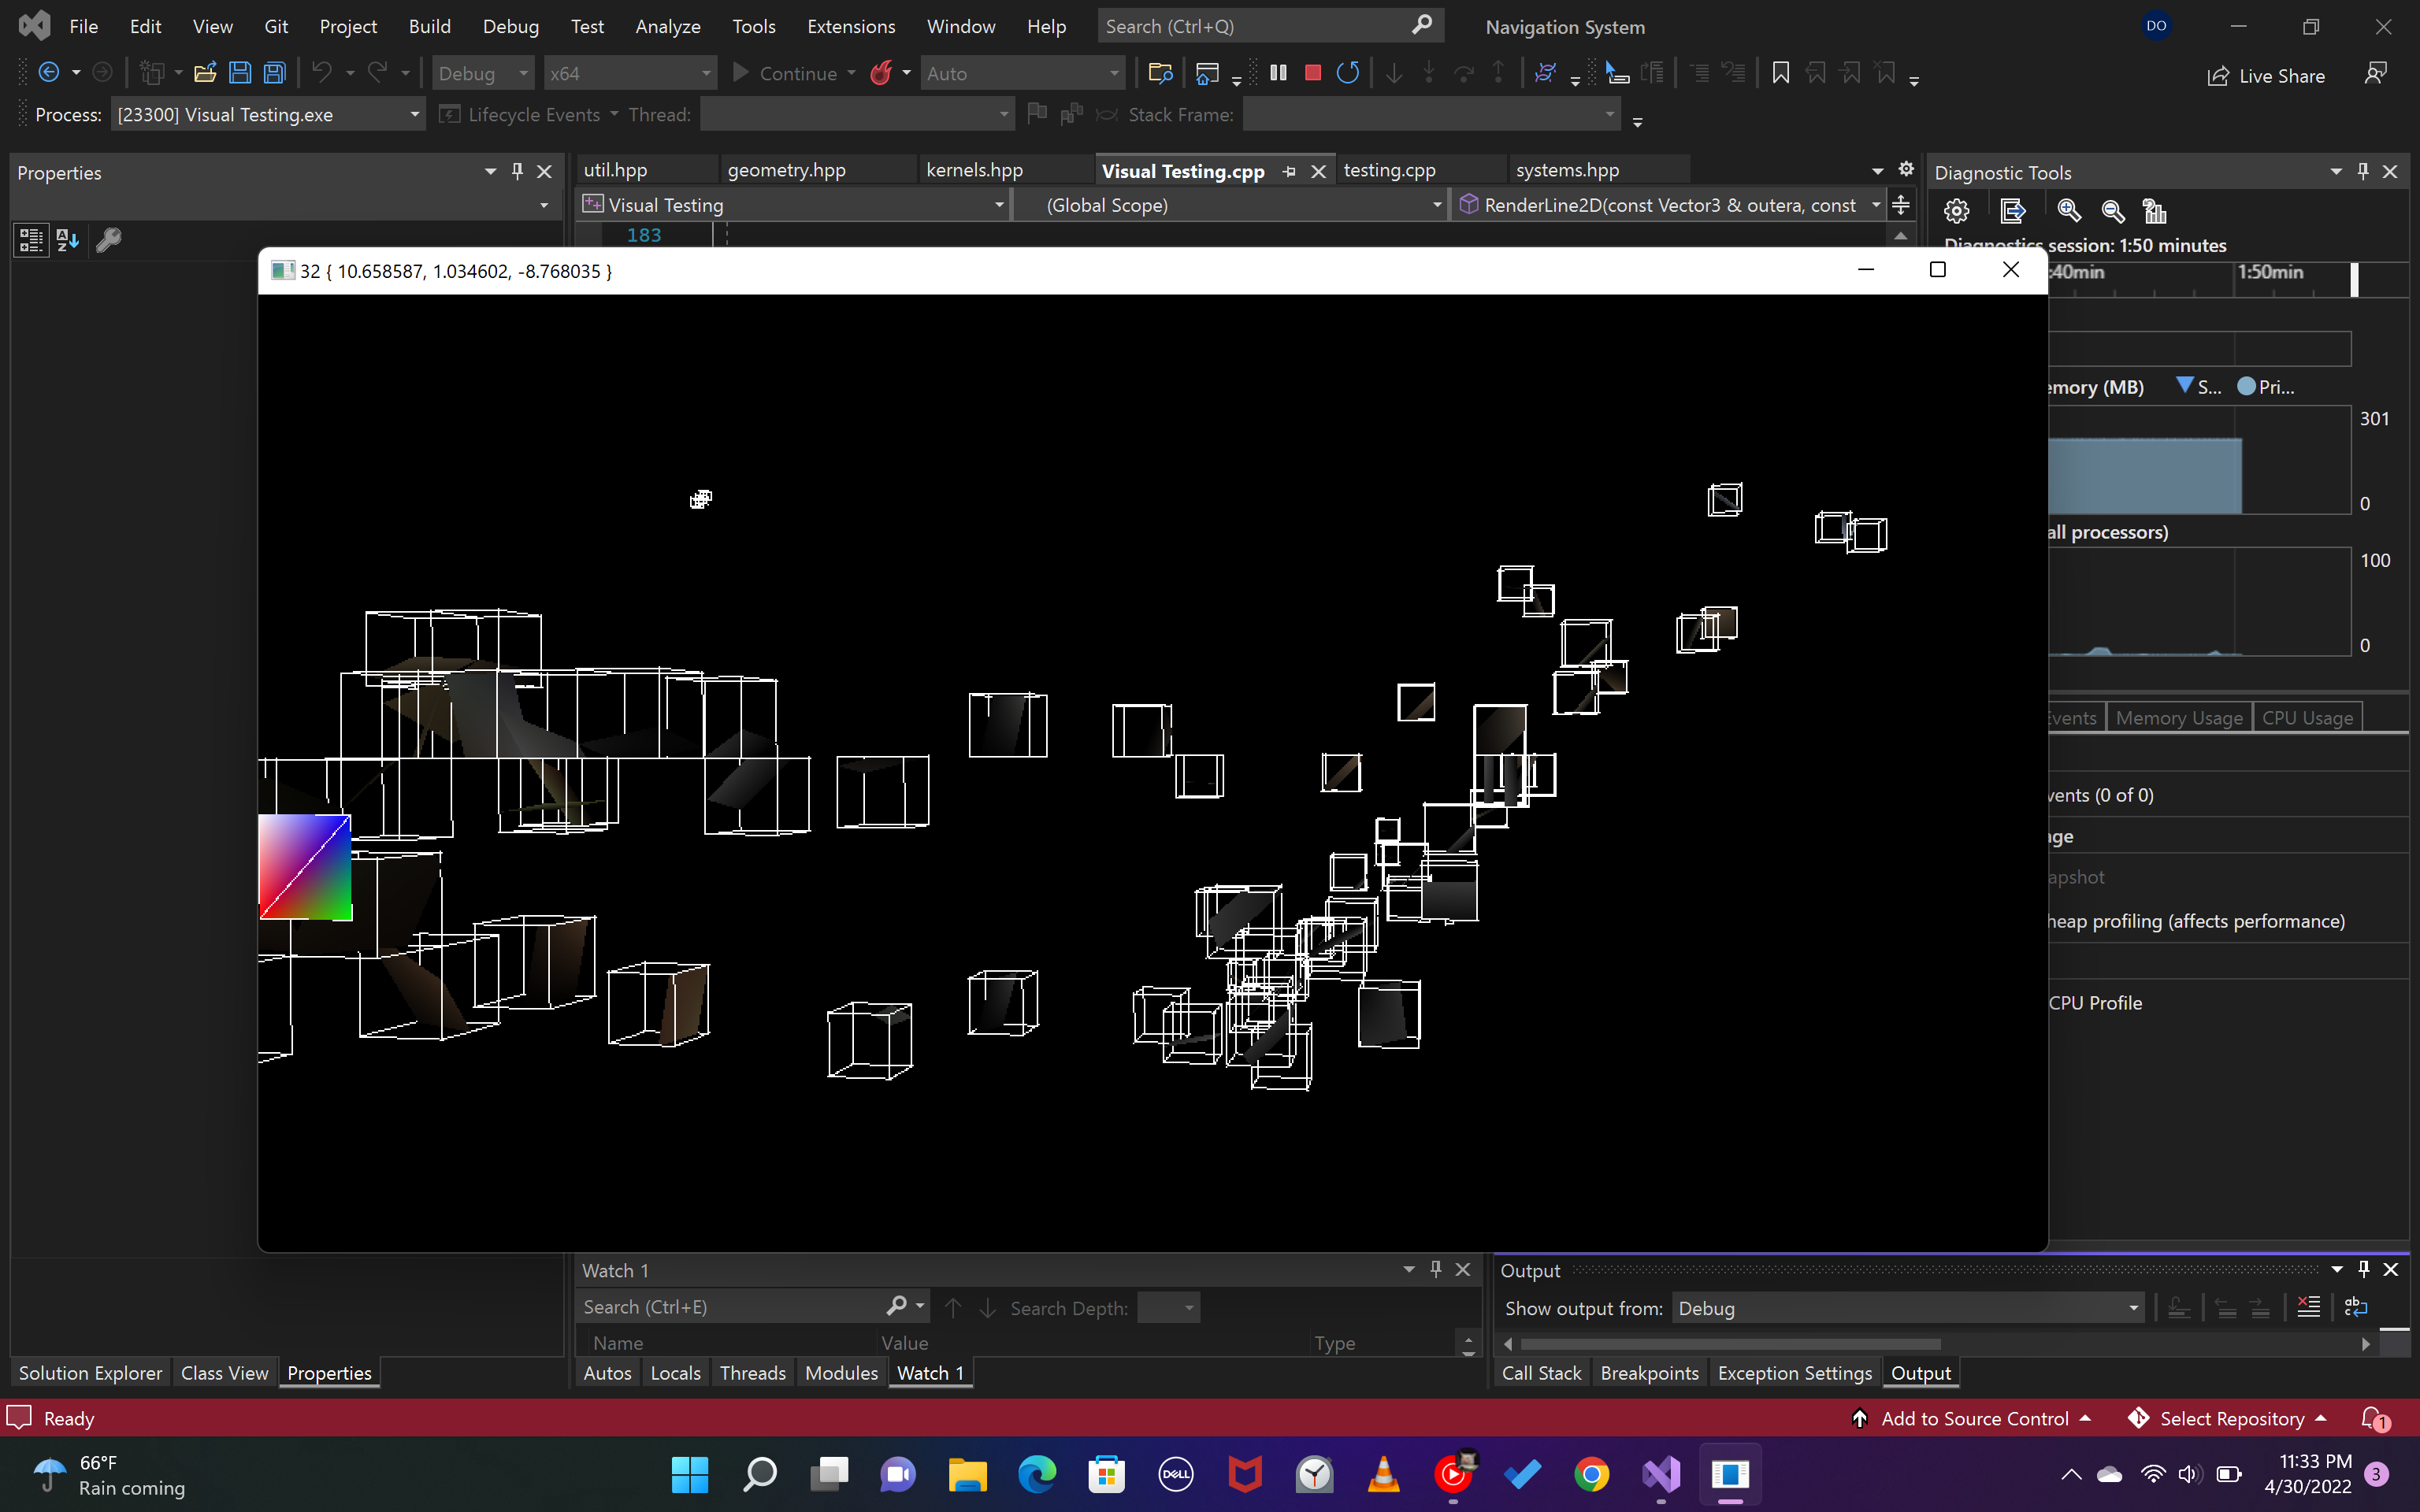 File Edit View Git Project Build Debug Test Analyze Tools Extensions Window Help Search (Ctrl+Q) Navigation System DO
Debug x64 Continue Auto Live Share
Process: [23300] Visual Testing.exe Lifecycle Events Thread: Stack Frame:
Properties
util.hpp geometry.hpp kernels.hpp Visual Testing.cpp testing.cpp systems.hpp
Diagnostic Tools
Visual Testing (Global Scope) RenderLine2D(const Vector3 & outera, const
183
Diagnostics session: 1:50 minutes
32 { 10.658587, 1.034602, -8.768035 }
:40min 1:50min
emory (MB) S... Pri...
301
0
all processors)
100
0
Events Memory Usage CPU Usage
vents (0 of 0)
age
apshot
heap profiling (affects performance)
CPU Profile
Watch 1
Search (Ctrl+E) Search Depth:
Name Value Type
Output
Show output from: Debug
Solution Explorer Class View Properties
Autos Locals Threads Modules Watch 1
Call Stack Breakpoints Exception Settings Output
Ready
Add to Source Control Select Repository 1
66°F
Rain coming
DELL
11:33 PM
4/30/2022
3